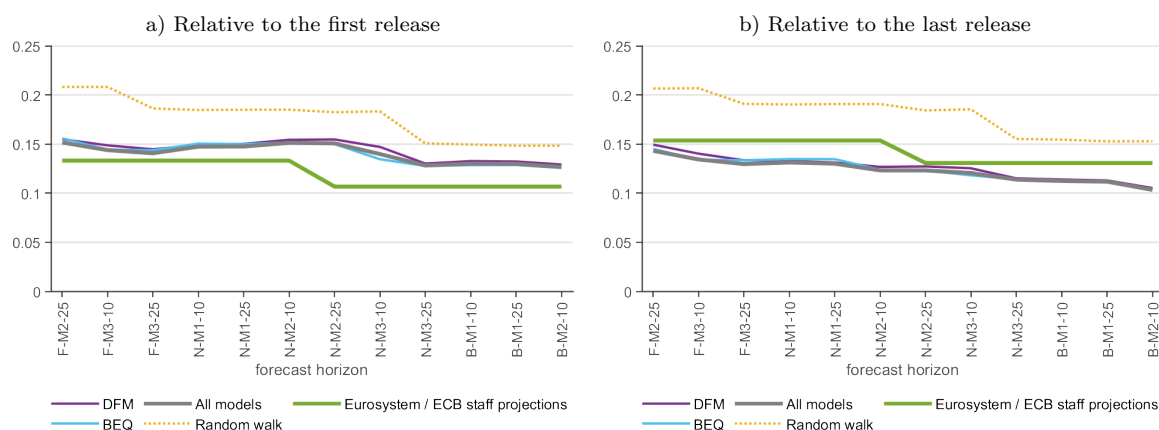 a) Relative to the first release
0.25
0.2
0.15
0.1
0.05
0
F-M2-25
F-M3-10
F-M3-25
N-M1-10
N-M1-25
N-M2-10
N-M2-25
N-M3-10
N-M3-25
B-M1-10
B-M1-25
B-M2-10
forecast horizon
DFM All models Eurosystem / ECB staff projections
BEQ Random walk
b) Relative to the last release
0.25
0.2
0.15
0.1
0.05
0
F-M2-25
F-M3-10
F-M3-25
N-M1-10
N-M1-25
N-M2-10
N-M2-25
N-M3-10
N-M3-25
B-M1-10
B-M1-25
B-M2-10
forecast horizon
DFM All models Eurosystem / ECB staff projections
BEQ Random walk